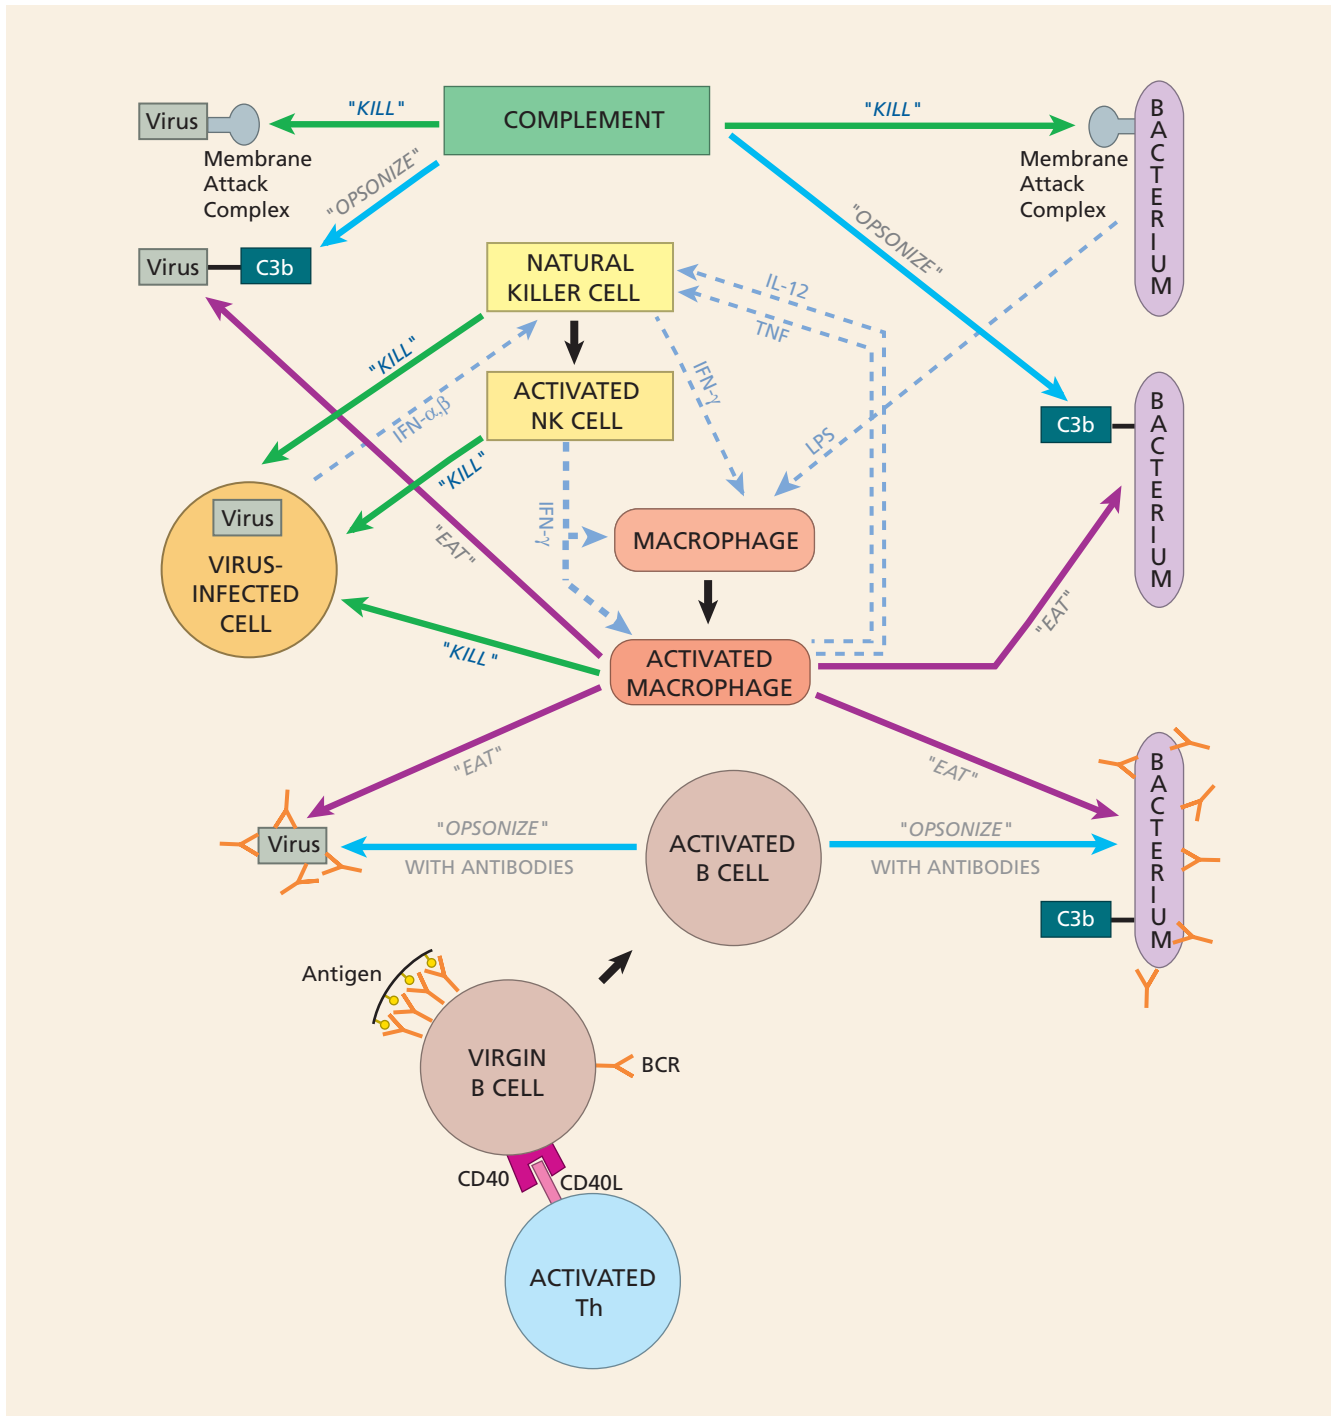 "KILL"
COMPLEMENT
"KILL"
Virus
Membrane
Attack
Complex
"OPSONIZE"
Membrane
Attack
Complex
BACTERIUM
"OPSONIZE"
Virus
C3b
NATURAL
KILLER CELL
IL-12
TNF
"KILL"
IFN-α,β
IFN-γ
ACTIVATED
NK CELL
"KILL"
LPS
C3b
BACTERIUM
Virus
VIRUS-
INFECTED
CELL
"EAT"
IFN-γ
MACROPHAGE
"EAT"
"KILL"
ACTIVATED
MACROPHAGE
"EAT"
"EAT"
Virus
"OPSONIZE"
WITH ANTIBODIES
ACTIVATED
B CELL
"OPSONIZE"
WITH ANTIBODIES
BACTERIUM
C3b
Antigen
VIRGIN
B CELL
BCR
CD40
CD40L
ACTIVATED
Th